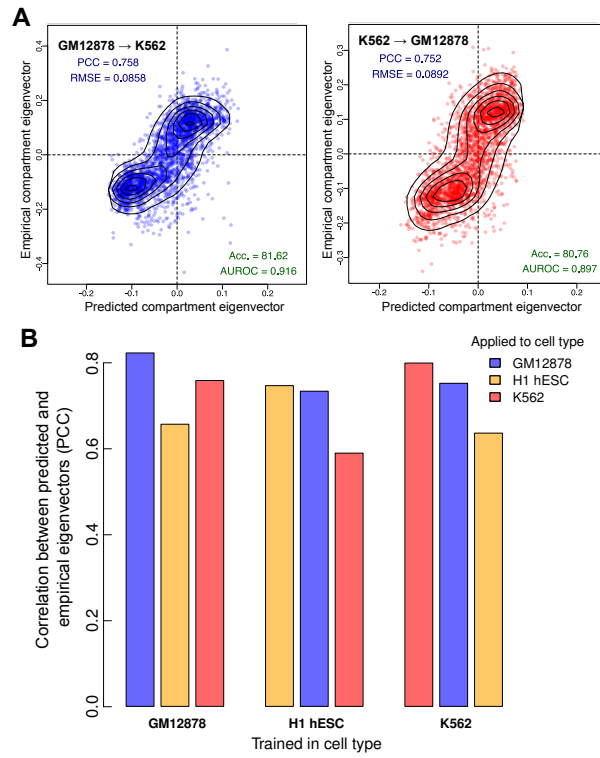 A
GM12878 → K562
PCC = 0.758
RMSE = 0.0858
Acc. = 81.62
AUROC = 0.916
Empirical compartment eigenvector
0.4
0.2
0.0
-0.2
-0.4
-0.2
-0.1
0.0
0.1
0.2
Predicted compartment eigenvector
K562 → GM12878
PCC = 0.752
RMSE = 0.0892
Acc. = 80.76
AUROC = 0.897
Empirical compartment eigenvector
0.3
0.2
0.1
0.0
-0.1
-0.2
-0.3
-0.2
-0.1
0.0
0.1
0.2
Predicted compartment eigenvector
B
Applied to cell type
GM12878
H1 hESC
K562
Correlation between predicted and
empirical eigenvectors (PCC)
0.8
0.6
0.4
0.2
0.0
GM12878
H1 hESC
K562
Trained in cell type